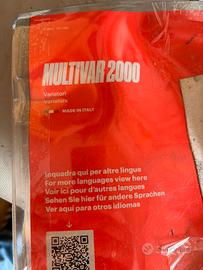 MULTIVAR 2000
Variatori
Variators
MADE IN ITALY
Inquadra qui per altre lingue
For more languages view here
Voir ici pour d'autres langues
Sehen Sie hier für andere Sprachen
Ver aquí para otros idiomas